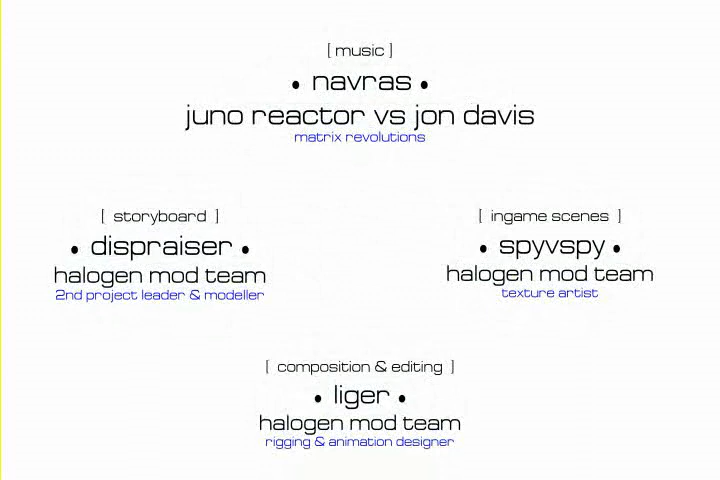 [ music ]
• navras •
juno reactor vs jon davis
matrix revolutions
[ storyboard ]
• dispraiser •
halogen mod team
2nd project leader & modeller
[ ingame scenes ]
• spyvspy •
halogen mod team
texture artist
[ composition & editing ]
• liger •
halogen mod team
rigging & animation designer